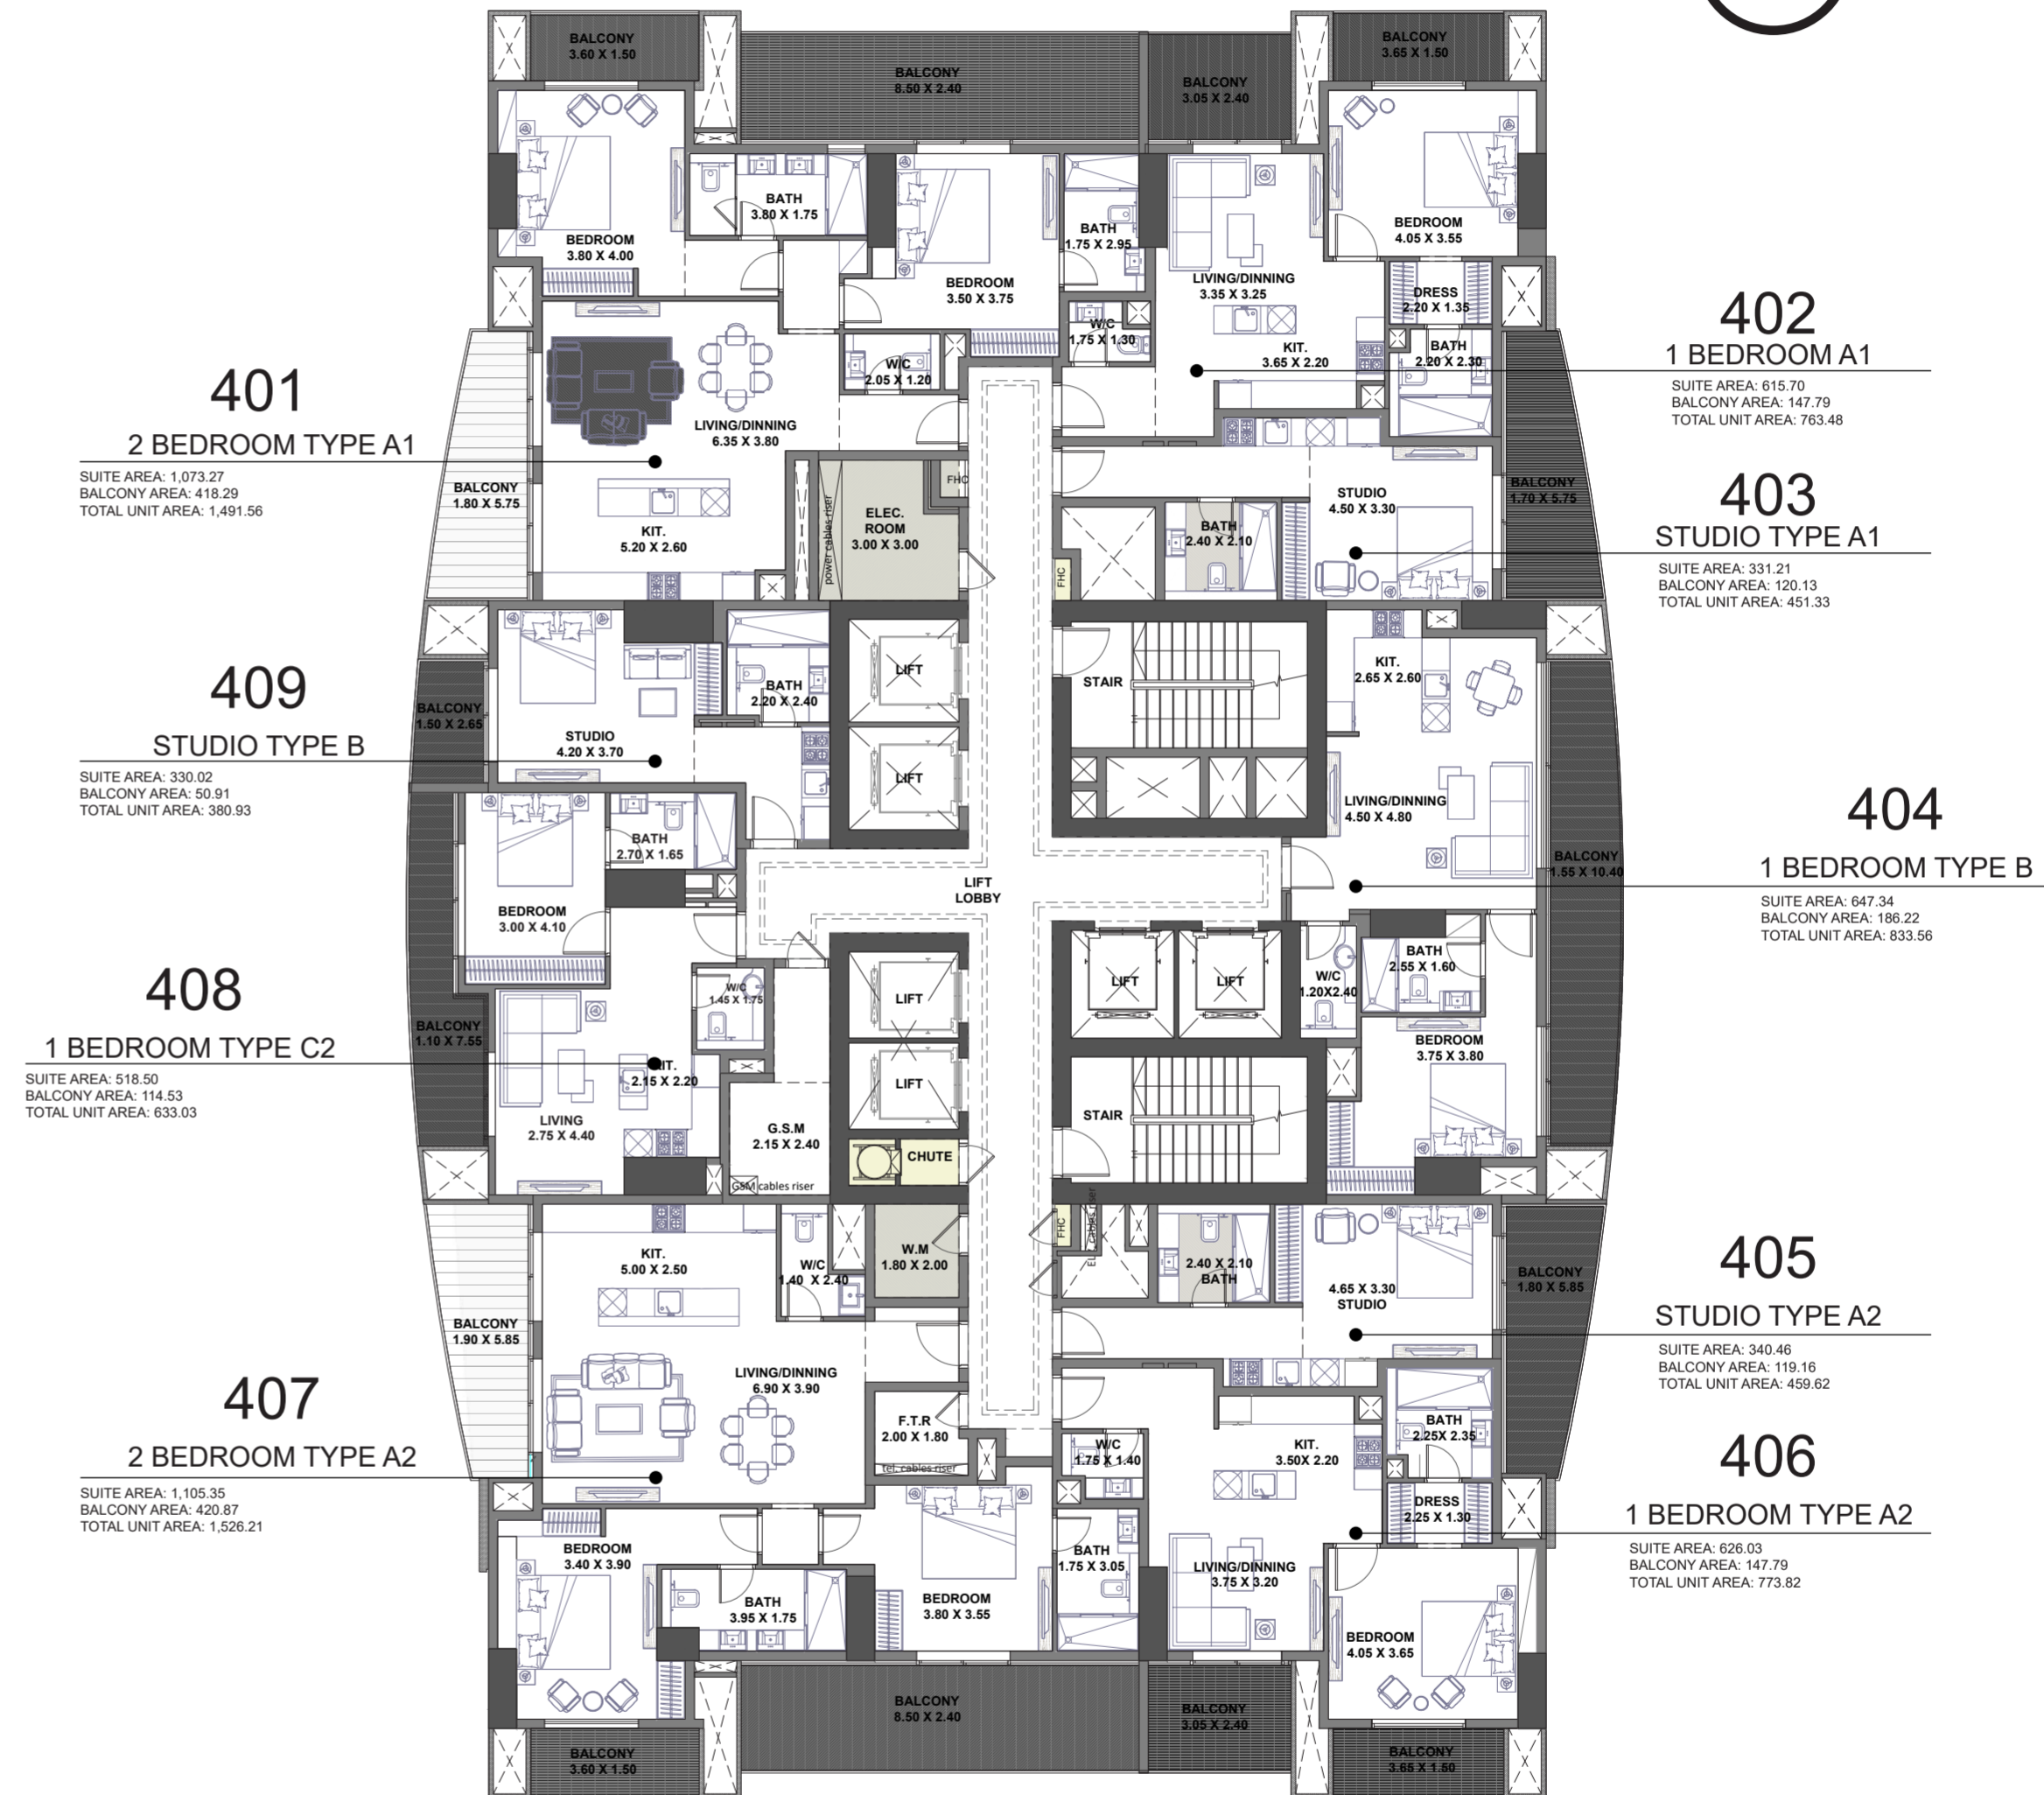 BALCONY
3.60 X 1.50
BALCONY
8.50 X 2.40
BALCONY
3.05 X 2.40
BALCONY
3.65 X 1.50
BEDROOM
3.80 X 4.00
BATH
3.80 X 1.75
BEDROOM
3.50 X 3.75
BATH
1.75 X 2.95
LIVING/DINNING
3.35 X 3.25
BEDROOM
4.05 X 3.55
DRESS
2.20 X 1.35
W/C
1.75 X 1.30
KIT.
3.65 X 2.20
BATH
2.20 X 2.30
W/C
2.05 X 1.20
402
1 BEDROOM A1
SUITE AREA: 615.70
BALCONY AREA: 147.79
TOTAL UNIT AREA: 763.48
401
2 BEDROOM TYPE A1
SUITE AREA: 1,073.27
BALCONY AREA: 418.29
TOTAL UNIT AREA: 1,491.56
LIVING/DINNING
6.35 X 3.80
BALCONY
1.80 X 5.75
KIT.
5.20 X 2.60
power cables riser
ELEC.
ROOM
3.00 X 3.00
FHC
FHC
BATH
2.40 X 2.10
STUDIO
4.50 X 3.30
BALCONY
1.70 X 5.75
403
STUDIO TYPE A1
SUITE AREA: 331.21
BALCONY AREA: 120.13
TOTAL UNIT AREA: 451.33
409
STUDIO TYPE B
SUITE AREA: 330.02
BALCONY AREA: 50.91
TOTAL UNIT AREA: 380.93
BALCONY
1.50 X 2.65
STUDIO
4.20 X 3.70
BATH
2.20 X 2.40
LIFT
LIFT
STAIR
KIT.
2.65 X 2.60
LIVING/DINNING
4.50 X 4.80
BALCONY
1.55 X 10.40
404
1 BEDROOM TYPE B
SUITE AREA: 647.34
BALCONY AREA: 186.22
TOTAL UNIT AREA: 833.56
BATH
2.70 X 1.65
BEDROOM
3.00 X 4.10
LIFT
LOBBY
408
1 BEDROOM TYPE C2
SUITE AREA: 518.50
BALCONY AREA: 114.53
TOTAL UNIT AREA: 633.03
BALCONY
1.10 X 7.55
W/C
1.45 X 1.75
KIT.
2.15 X 2.20
LIVING
2.75 X 4.40
G.S.M
2.15 X 2.40
GSM cables riser
LIFT
LIFT
CHUTE
LIFT
LIFT
W/C
1.20X2.40
BATH
2.55 X 1.60
BEDROOM
3.75 X 3.80
STAIR
KIT.
5.00 X 2.50
W/C
1.40 X 2.40
W.M
1.80 X 2.00
FHC
ELE. cables riser
2.40 X 2.10
BATH
4.65 X 3.30
STUDIO
BALCONY
1.80 X 5.85
405
STUDIO TYPE A2
SUITE AREA: 340.46
BALCONY AREA: 119.16
TOTAL UNIT AREA: 459.62
BALCONY
1.90 X 5.85
LIVING/DINNING
6.90 X 3.90
407
2 BEDROOM TYPE A2
SUITE AREA: 1,105.35
BALCONY AREA: 420.87
TOTAL UNIT AREA: 1,526.21
F.T.R
2.00 X 1.80
tel. cables riser
W/C
1.75 X 1.40
KIT.
3.50X 2.20
BATH
2.25X 2.35
DRESS
2.25 X 1.30
406
1 BEDROOM TYPE A2
SUITE AREA: 626.03
BALCONY AREA: 147.79
TOTAL UNIT AREA: 773.82
BEDROOM
3.40 X 3.90
BATH
3.95 X 1.75
BEDROOM
3.80 X 3.55
BATH
1.75 X 3.05
LIVING/DINNING
3.75 X 3.20
BEDROOM
4.05 X 3.65
BALCONY
3.60 X 1.50
BALCONY
8.50 X 2.40
BALCONY
3.05 X 2.40
BALCONY
3.65 X 1.50